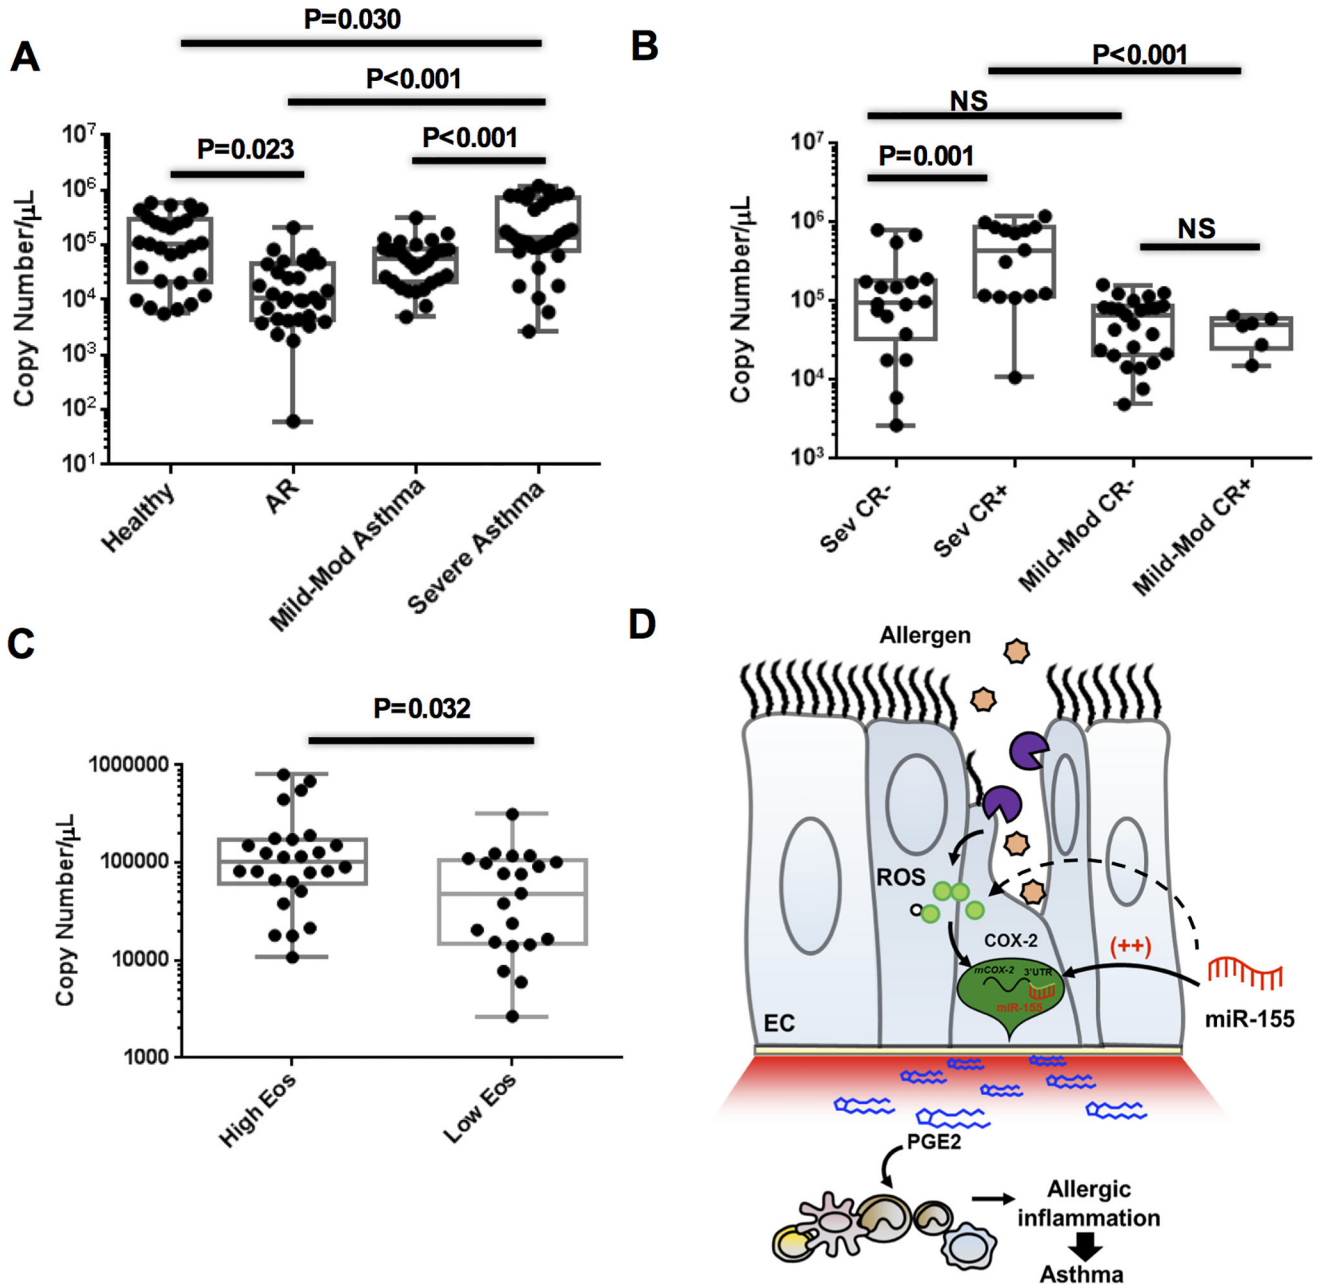 A
P=0.030
P<0.001
P=0.023
P<0.001
Copy Number/µL
10⁷
10⁶
10⁵
10⁴
10³
10²
10¹
Healthy
AR
Mild-Mod Asthma
Severe Asthma
B
P<0.001
NS
P=0.001
NS
Copy Number/µL
10⁷
10⁶
10⁵
10⁴
10³
Sev CR-
Sev CR+
Mild-Mod CR-
Mild-Mod CR+
C
P=0.032
Copy Number/µL
1000000
100000
10000
1000
High Eos
Low Eos
D
Allergen
ROS
COX-2
mCOX-2 3'UTR
miR-155
(++)
miR-155
EC
PGE2
Allergic
inflammation
Asthma